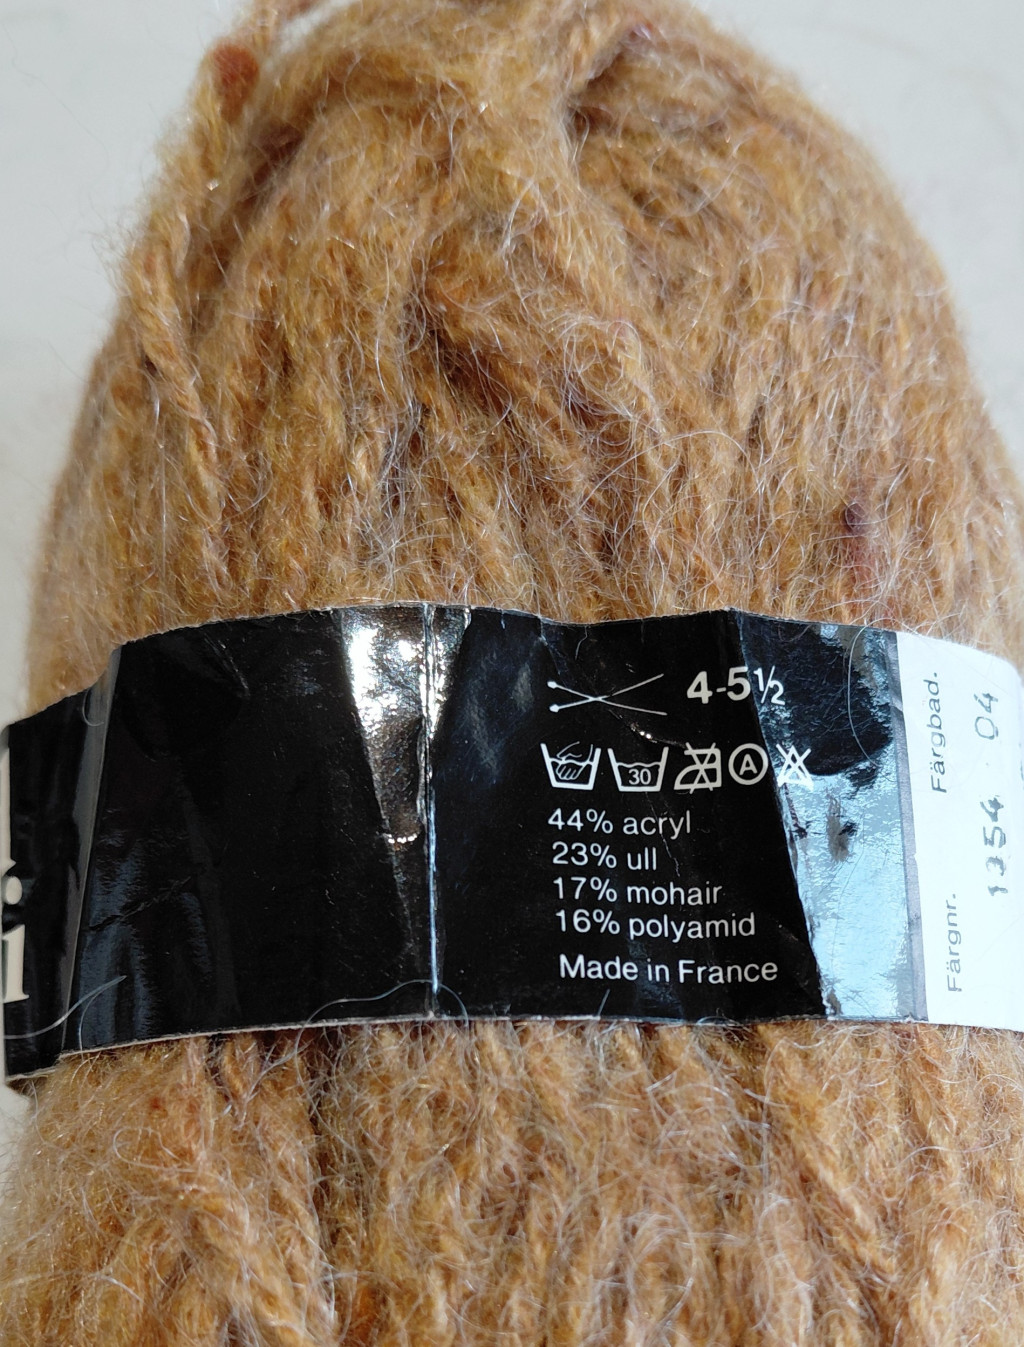 4-5½
30
A
44% acryl
23% ull
17% mohair
16% polyamid
Made in France
Färgbad. 04
Färgnr. 1354